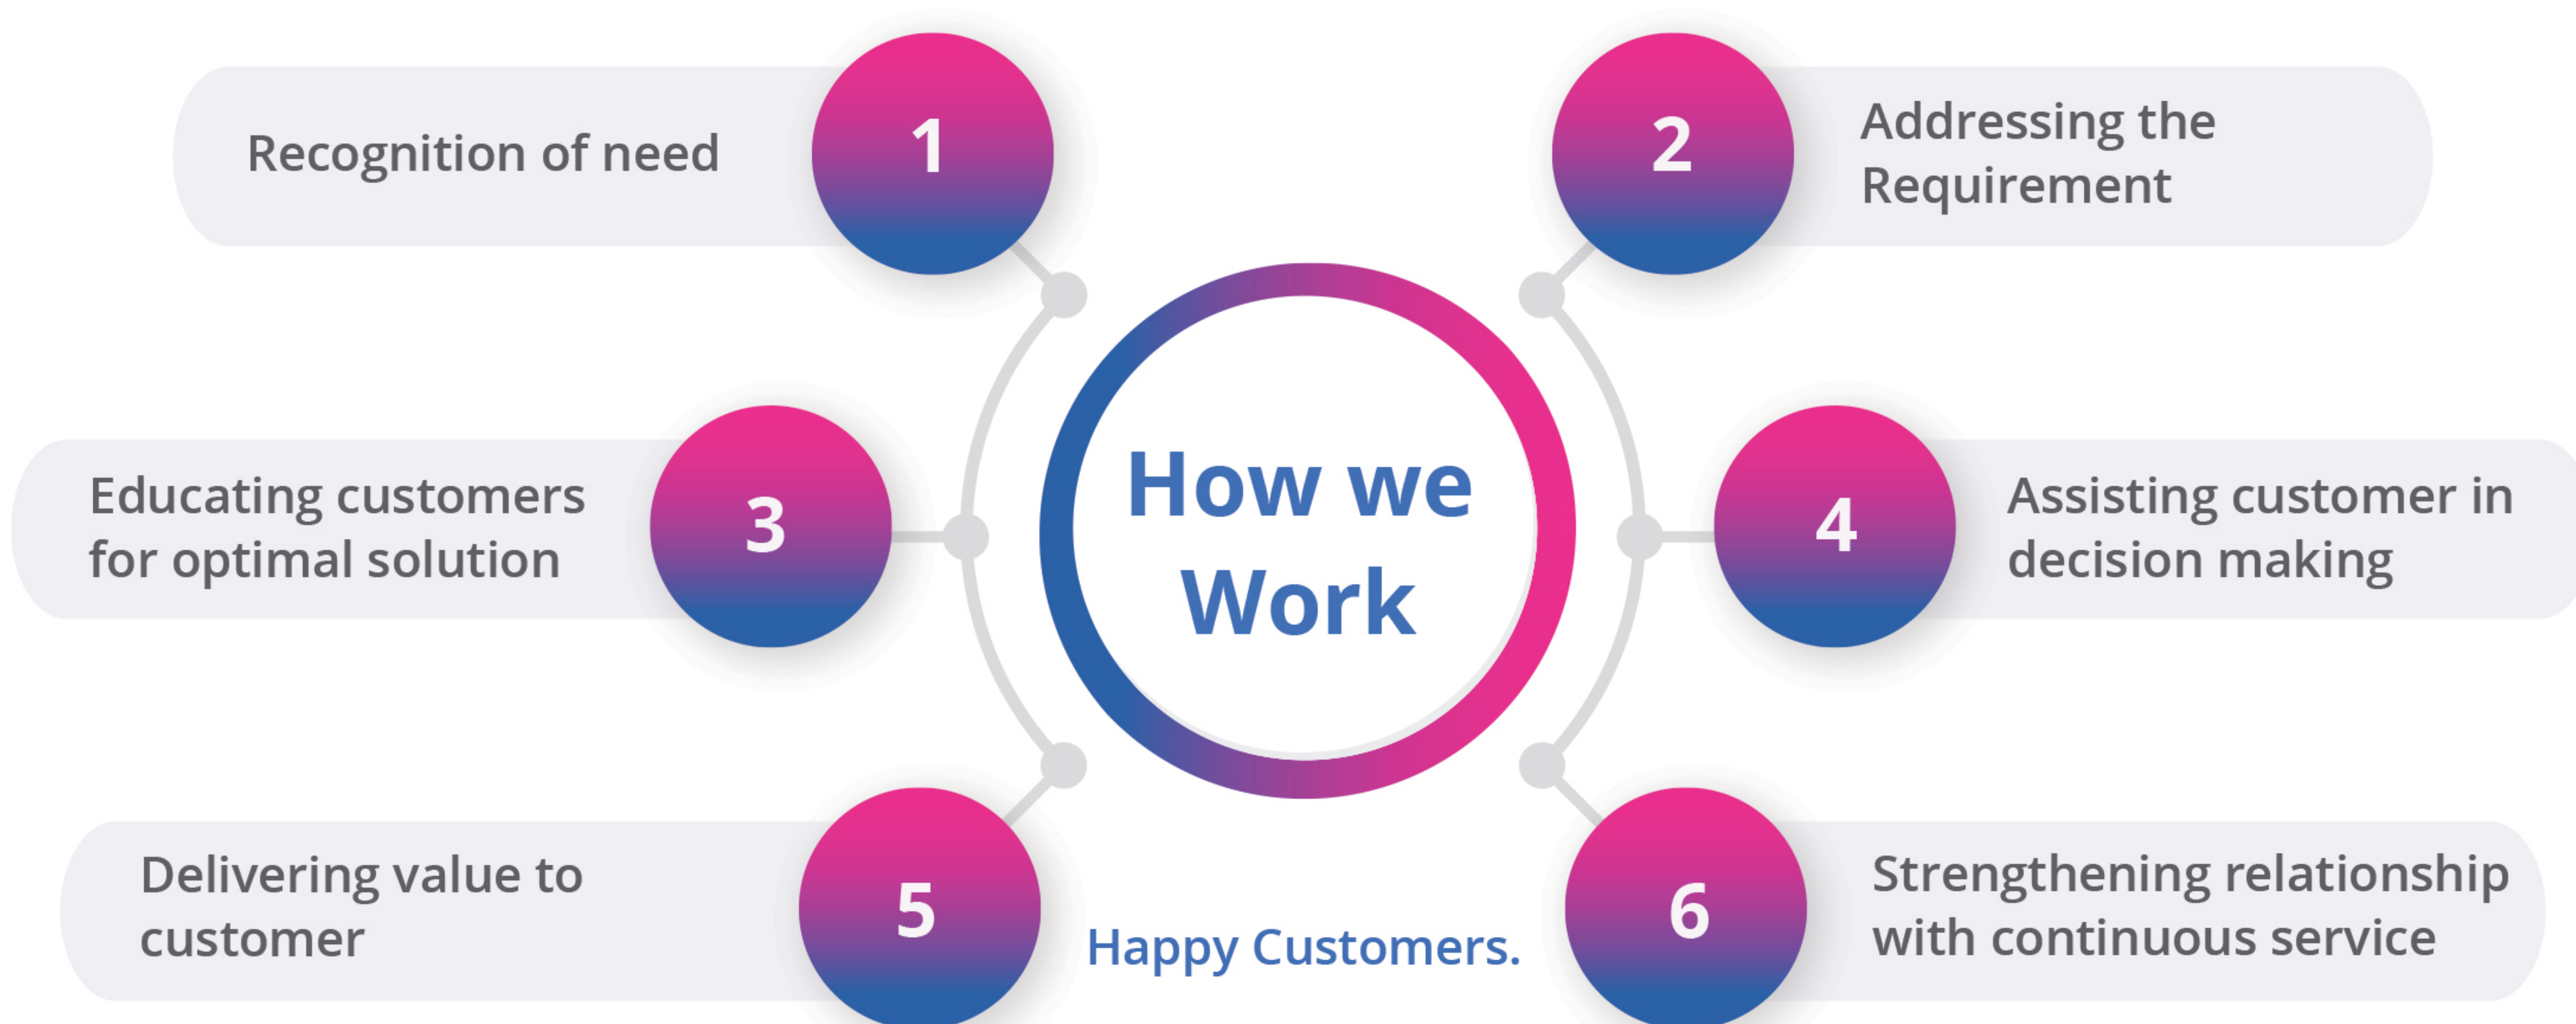 1
Recognition of need
2
Addressing the
Requirement
How we
Work
3
Educating customers
for optimal solution
4
Assisting customer in
decision making
5
Delivering value to
customer
6
Strengthening relationship
with continuous service
Happy Customers.